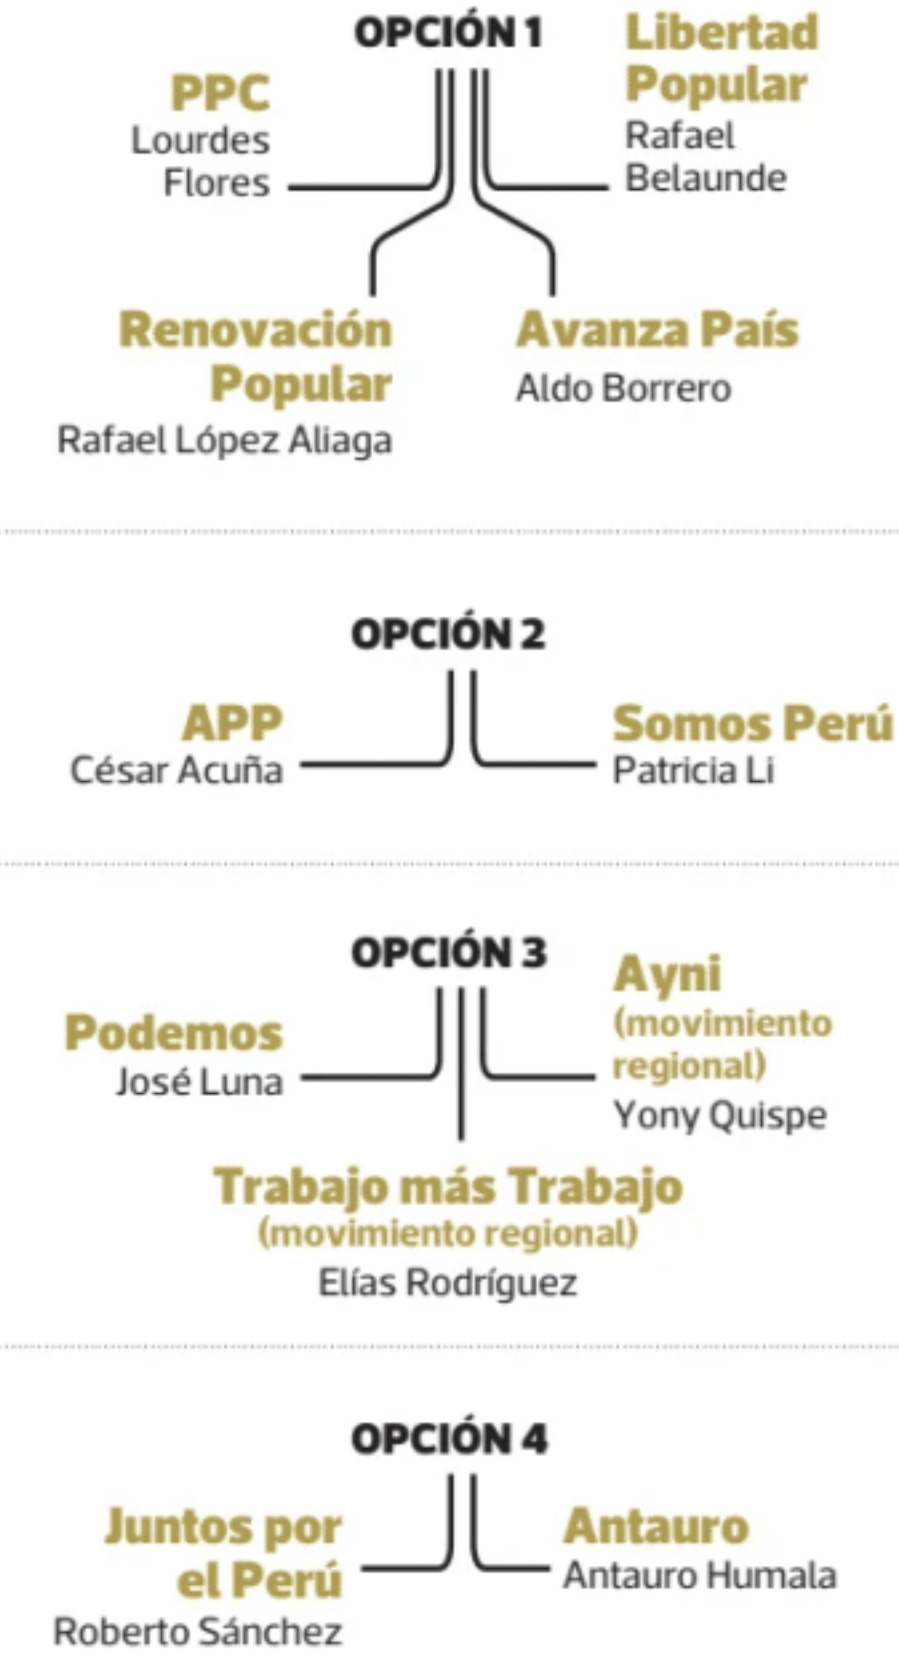 OPCIÓN 1
PPC
Lourdes
Flores
Libertad
Popular
Rafael
Belaunde
Renovación
Popular
Rafael López Aliaga
Avanza País
Aldo Borrero
OPCIÓN 2
APP
César Acuña
Somos Perú
Patricia Li
OPCIÓN 3
Podemos
José Luna
Ayni
(movimiento
regional)
Yony Quispe
Trabajo más Trabajo
(movimiento regional)
Elías Rodríguez
OPCIÓN 4
Juntos por
el Perú
Roberto Sánchez
Antauro
Antauro Humala